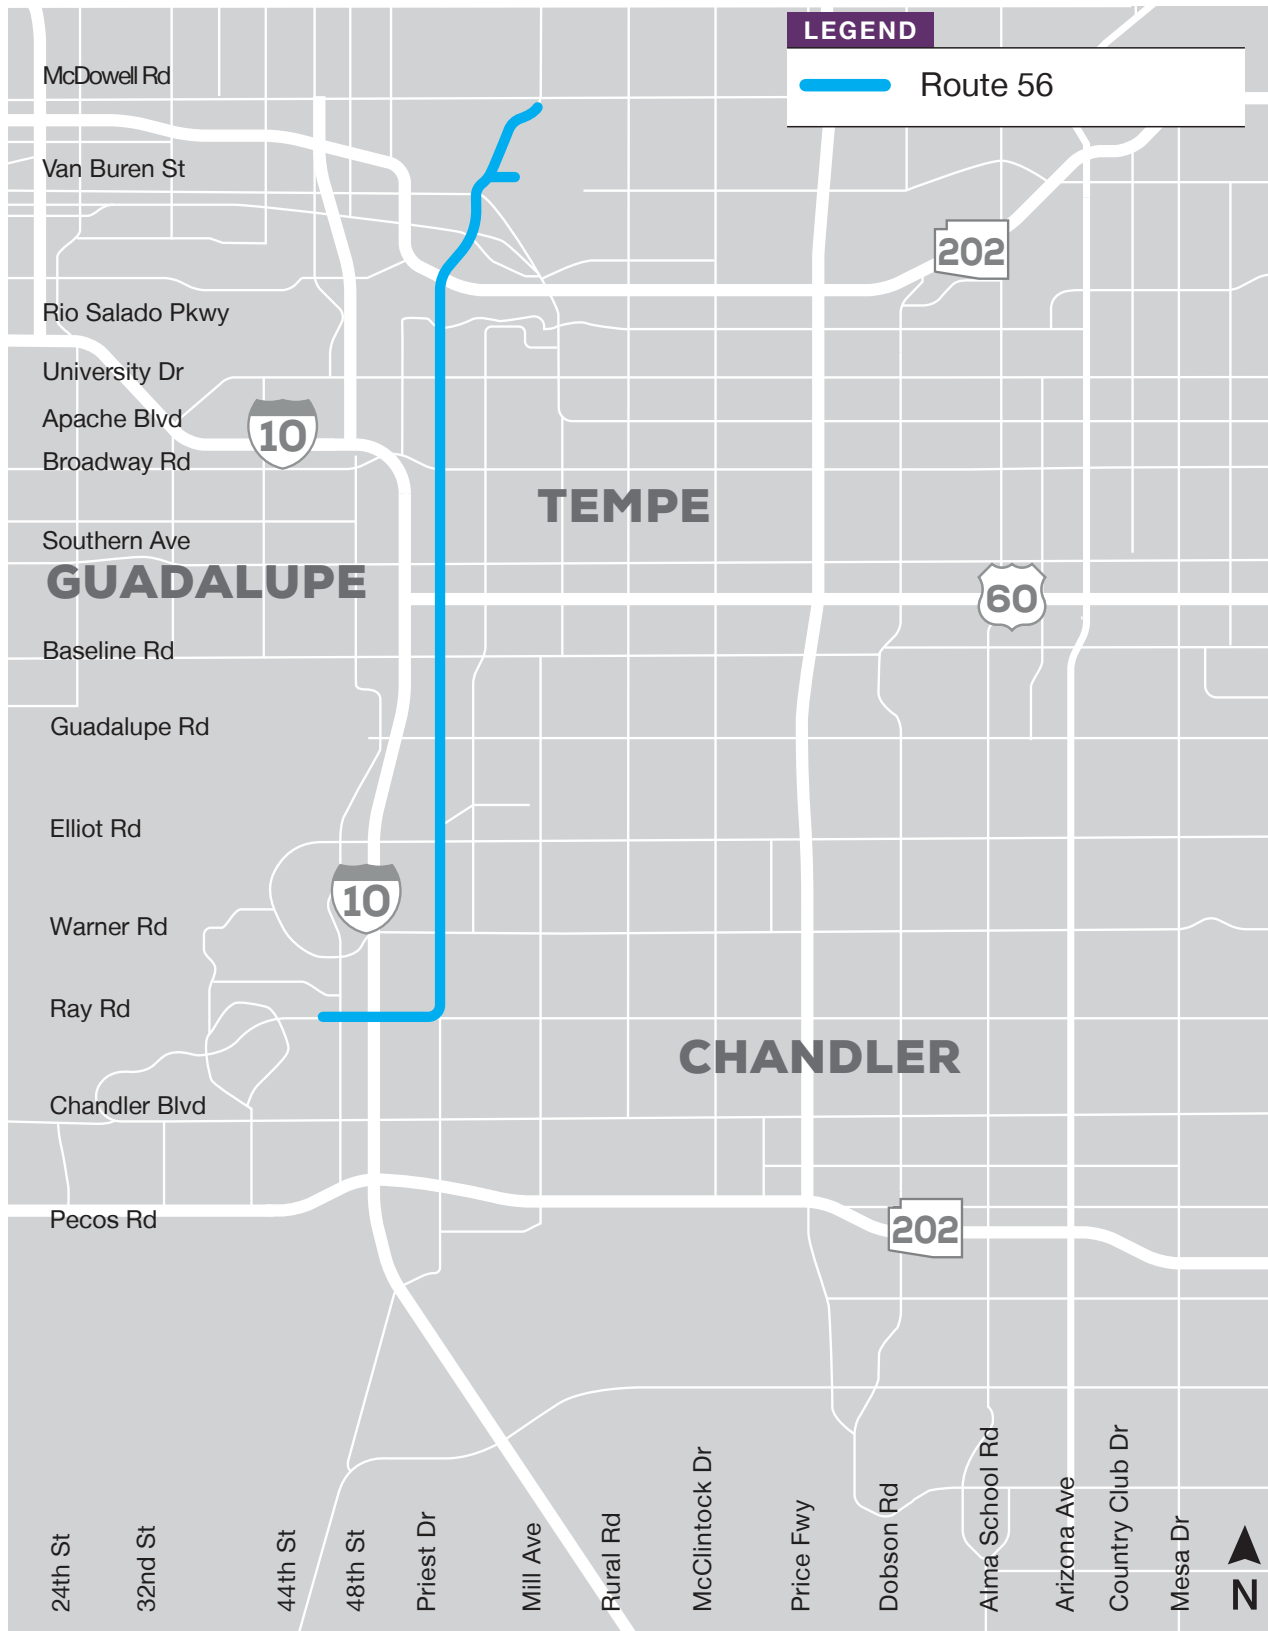 LEGEND
Route 56
McDowell Rd
Van Buren St
202
Rio Salado Pkwy
University Dr
Apache Blvd
10
Broadway Rd
TEMPE
Southern Ave
GUADALUPE
60
Baseline Rd
Guadalupe Rd
Elliot Rd
10
Warner Rd
Ray Rd
CHANDLER
Chandler Blvd
Pecos Rd
202
24th St
32nd St
44th St
48th St
Priest Dr
Mill Ave
Rural Rd
McClintock Dr
Price Fwy
Dobson Rd
Alma School Rd
Arizona Ave
Country Club Dr
Mesa Dr
N